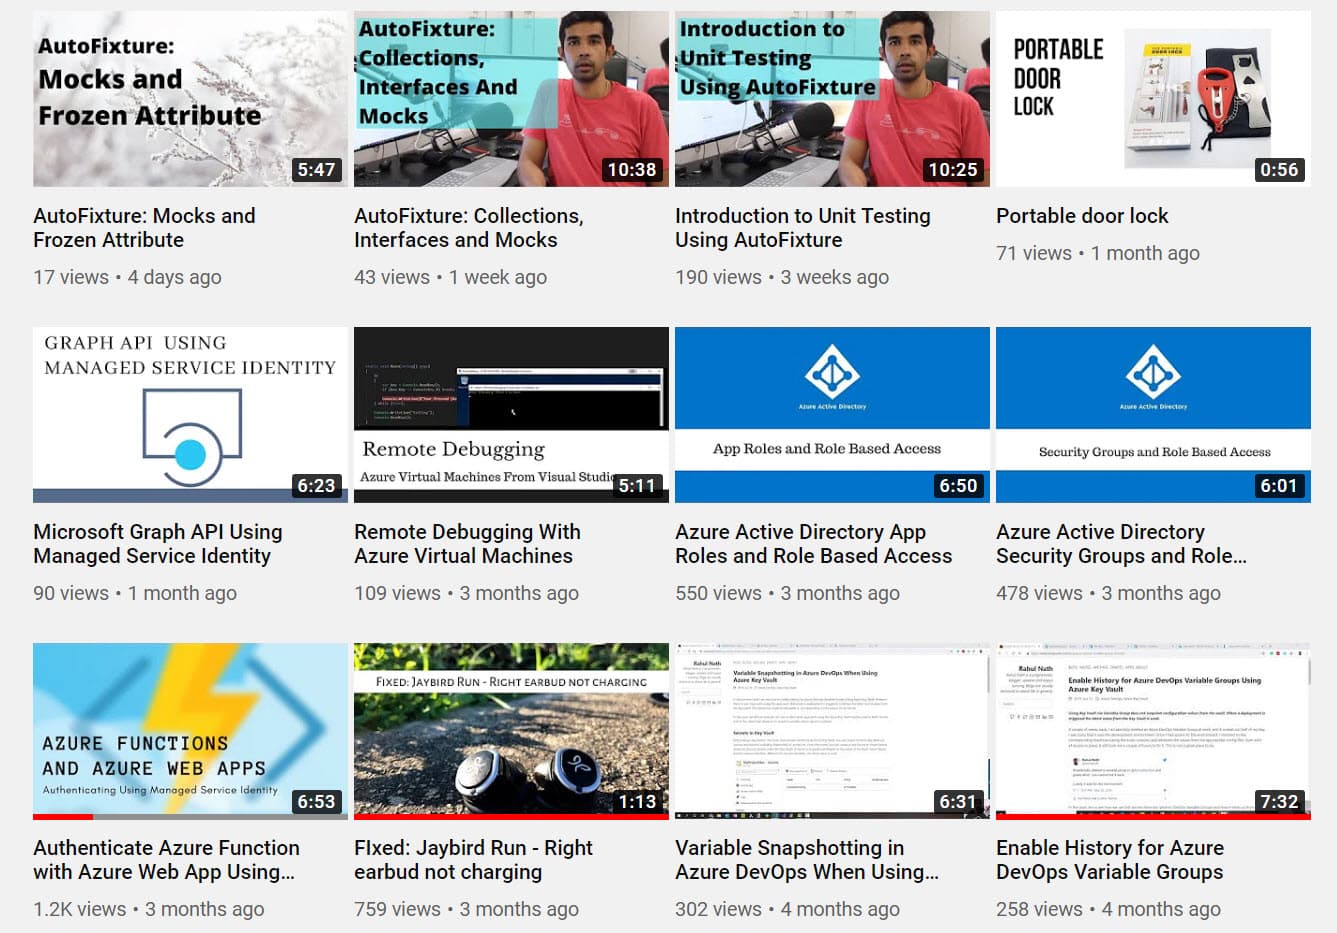 AutoFixture:
Mocks and
Frozen Attribute
5:47
AutoFixture: Mocks and
Frozen Attribute
17 views • 4 days ago
AutoFixture:
Collections,
Interfaces And
Mocks
10:38
AutoFixture: Collections,
Interfaces and Mocks
43 views • 1 week ago
Introduction to
Unit Testing
Using AutoFixture
10:25
Introduction to Unit Testing
Using AutoFixture
190 views • 3 weeks ago
PORTABLE
DOOR
LOCK
0:56
Portable door lock
71 views • 1 month ago
GRAPH API USING
MANAGED SERVICE IDENTITY
6:23
Microsoft Graph API Using
Managed Service Identity
90 views • 1 month ago
Remote Debugging
Azure Virtual Machines From Visual Studio
5:11
Remote Debugging With
Azure Virtual Machines
109 views • 3 months ago
Azure Active Directory
App Roles and Role Based Access
6:50
Azure Active Directory App
Roles and Role Based Access
550 views • 3 months ago
Azure Active Directory
Security Groups and Role Based Access
6:01
Azure Active Directory
Security Groups and Role...
478 views • 3 months ago
AZURE FUNCTIONS
AND AZURE WEB APPS
Authenticating Using Managed Service Identity
6:53
Authenticate Azure Function
with Azure Web App Using...
1.2K views • 3 months ago
FIXED: JAYBIRD RUN - RIGHT EARBUD NOT CHARGING
1:13
FIxed: Jaybird Run - Right
earbud not charging
759 views • 3 months ago
Rahul Nath
Variable Snapshotting in Azure DevOps When Using
Azure Key Vault
Secrets in Key Vault
6:31
Variable Snapshotting in
Azure DevOps When Using...
302 views • 4 months ago
Rahul Nath
Enable History for Azure DevOps Variable Groups Using
Azure Key Vault
Rahul Nath
7:32
Enable History for Azure
DevOps Variable Groups
258 views • 4 months ago